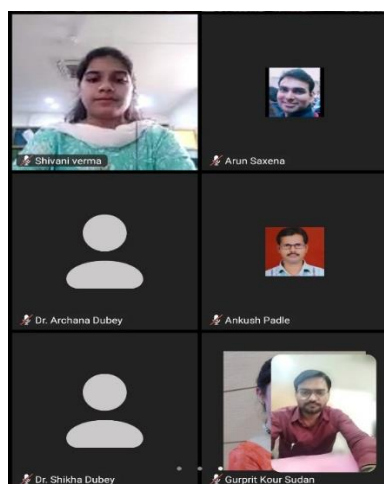 Shivani verma
Arun Saxena
Dr. Archana Dubey
Ankush Padle
Dr. Shikha Dubey
Gurprit Kour Sudan